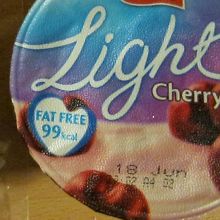 Light
Cherry
FAT FREE
99kcal
18 Jun